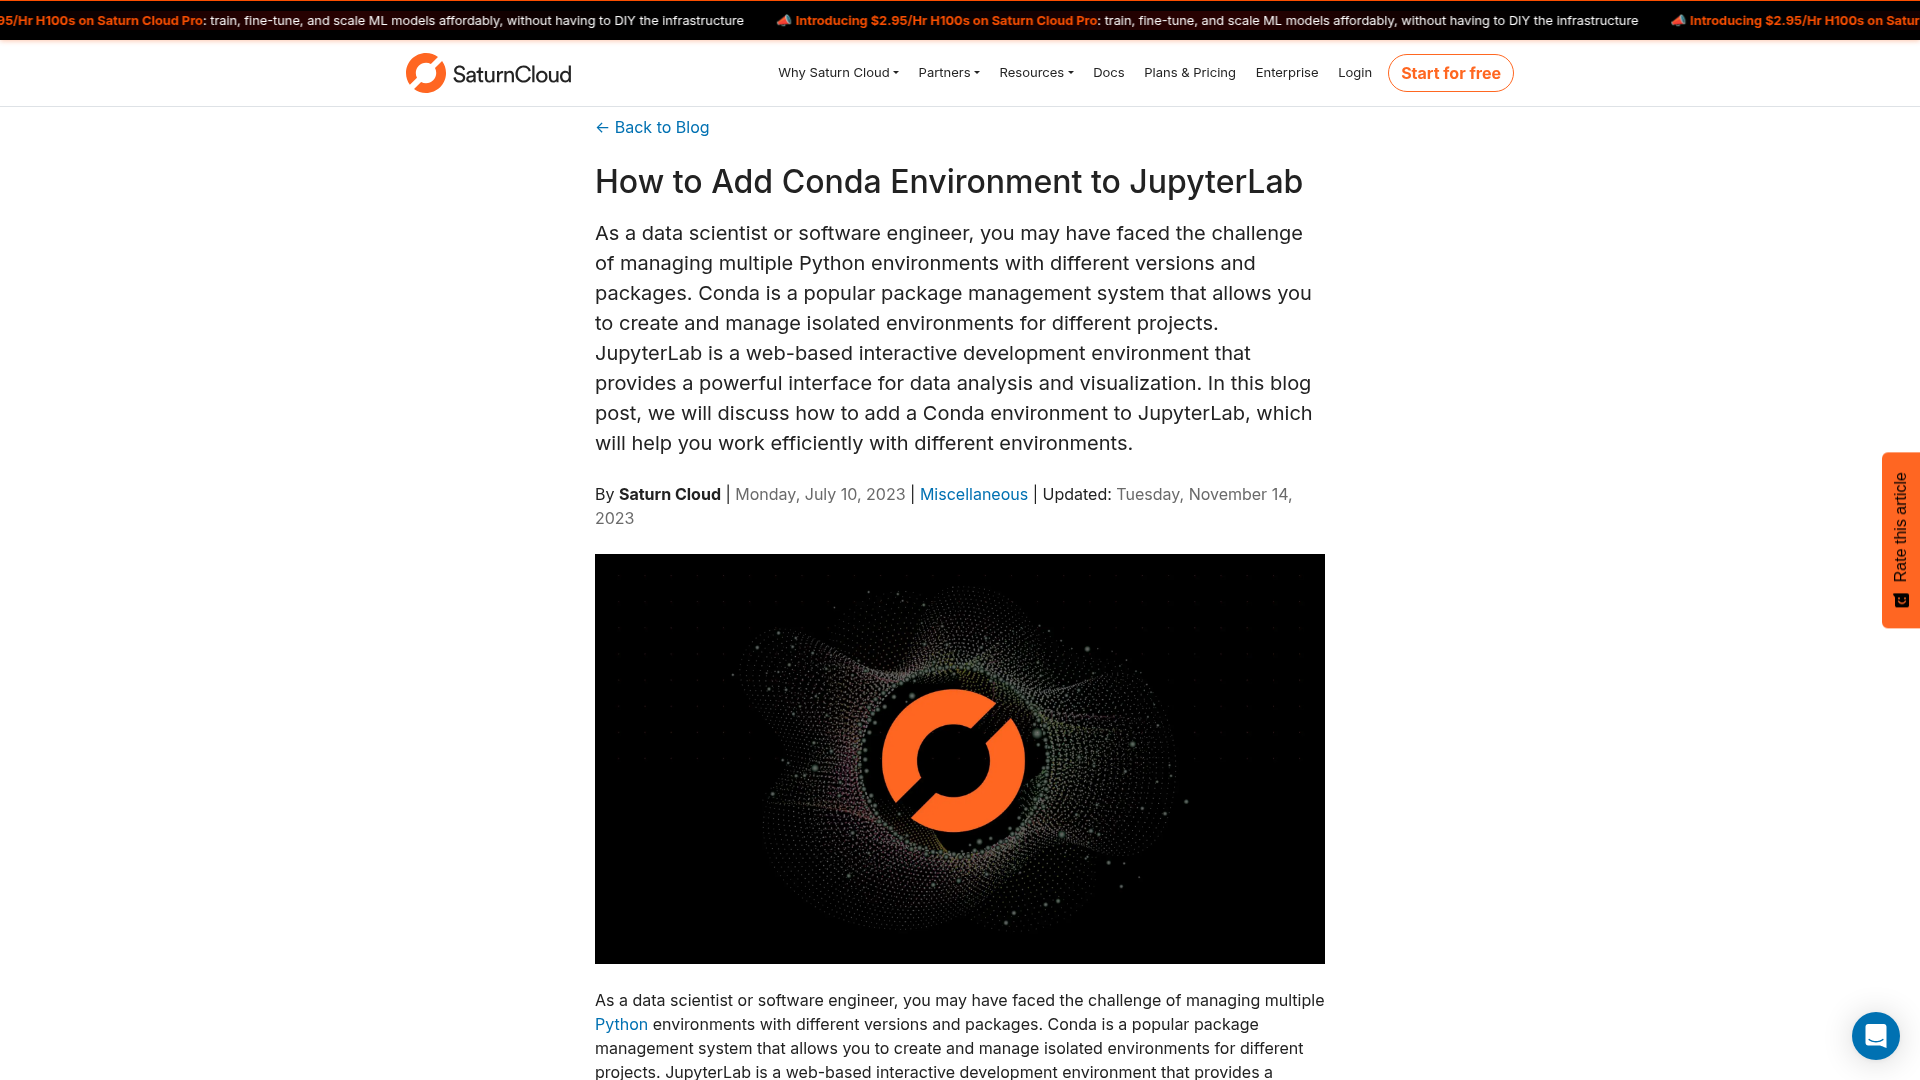 95/Hr H100s on Saturn Cloud Pro: train, fine-tune, and scale ML models affordably, without having to DIY the infrastructure 📣 Introducing $2.95/Hr H100s on Saturn Cloud Pro: train, fine-tune, and scale ML models affordably, without having to DIY the infrastructure 📣 Introducing $2.95/Hr H100s on Satur
SaturnCloud Why Saturn Cloud Partners Resources Docs Plans & Pricing Enterprise Login Start for free
← Back to Blog
How to Add Conda Environment to JupyterLab
As a data scientist or software engineer, you may have faced the challenge
of managing multiple Python environments with different versions and
packages. Conda is a popular package management system that allows you
to create and manage isolated environments for different projects.
JupyterLab is a web-based interactive development environment that
provides a powerful interface for data analysis and visualization. In this blog
post, we will discuss how to add a Conda environment to JupyterLab, which
will help you work efficiently with different environments.
By Saturn Cloud | Monday, July 10, 2023 | Miscellaneous | Updated: Tuesday, November 14,
2023
Rate this article
As a data scientist or software engineer, you may have faced the challenge of managing multiple
Python environments with different versions and packages. Conda is a popular package
management system that allows you to create and manage isolated environments for different
projects. JupyterLab is a web-based interactive development environment that provides a